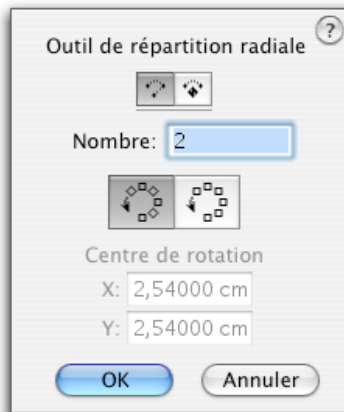 ?
Outil de répartition radiale
Nombre: 2
Centre de rotation
X: 2,54000 cm
Y: 2,54000 cm
OK Annuler